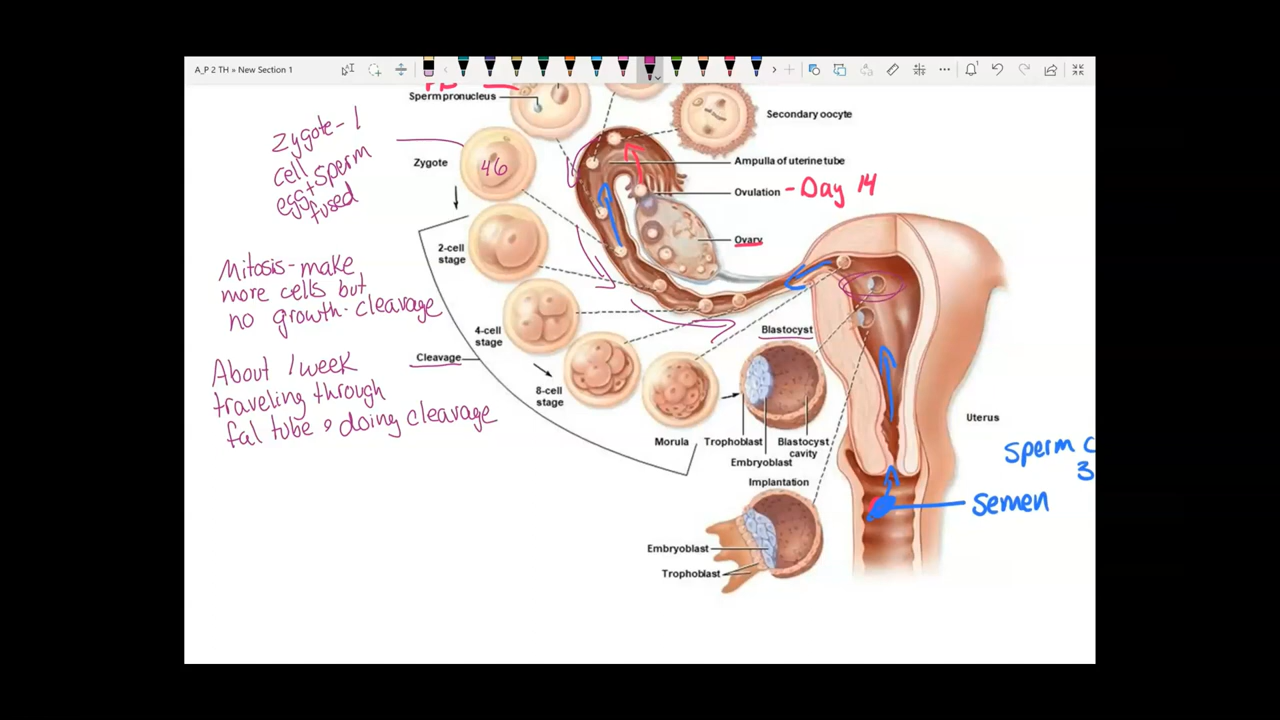 A_P 2 TH » New Section 1
Sperm pronucleus
Secondary oocyte
Zygote - 1
cell
egg + sperm
fused
Zygote
46
Ampulla of uterine tube
Ovulation - Day 14
Ovary
2-cell
stage
Mitosis - make
more cells but
no growth. cleavage
4-cell
stage
Blastocyst
Cleavage
About 1 week
traveling through
fal tube & doing cleavage
8-cell
stage
Uterus
Morula
Trophoblast
Blastocyst
cavity
Embryoblast
Sperm c
3
Implantation
Semen
Embryoblast
Trophoblast